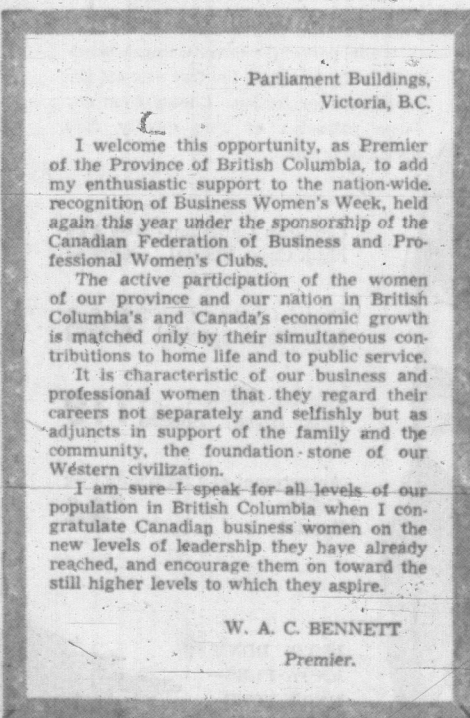 Parliament Buildings,
Victoria, B.C.
I welcome this opportunity, as Premier
of the Province of British Columbia, to add
my enthusiastic support to the nation-wide
recognition of Business Women's Week, held
again this year under the sponsorship of the
Canadian Federation of Business and Pro-
fessional Women's Clubs.
The active participation of the women
of our province and our nation in British
Columbia's and Canada's economic growth
is matched only by their simultaneous con-
tributions to home life and to public service.
It is characteristic of our business and
professional women that they regard their
careers not separately and selfishly but as
adjuncts in support of the family and the
community, the foundation-stone of our
Western civilization.
I am sure I speak for all levels of our
population in British Columbia when I con-
gratulate Canadian business women on the
new levels of leadership they have already
reached, and encourage them on toward the
still higher levels to which they aspire.
W. A. C. BENNETT
Premier.